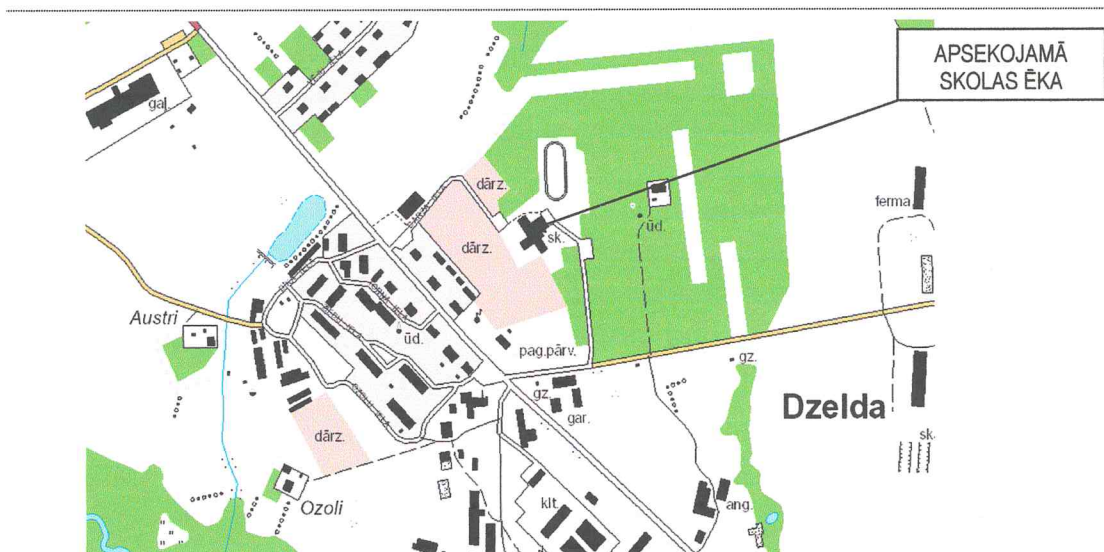 APSEKOJAMĀ
SKOLAS ĒKA
gaļ.
dārz.
ferma
dārz.
sk.
ūd.
Austri
ūd.
pag.pārv.
gz.
gz.
Dzelda
gar.
dārz.
sk.
Ozoli
klt.
ang.